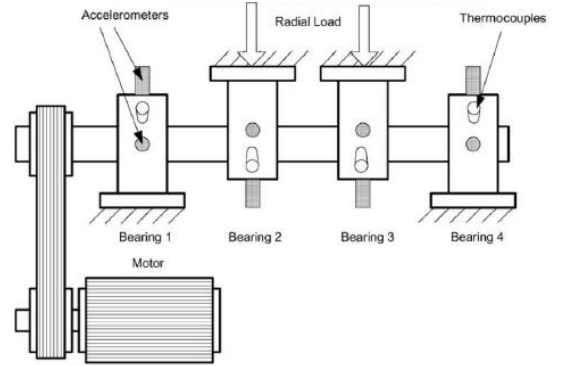 Accelerometers
Radial Load
Thermocouples
Bearing 1
Bearing 2
Bearing 3
Bearing 4
Motor